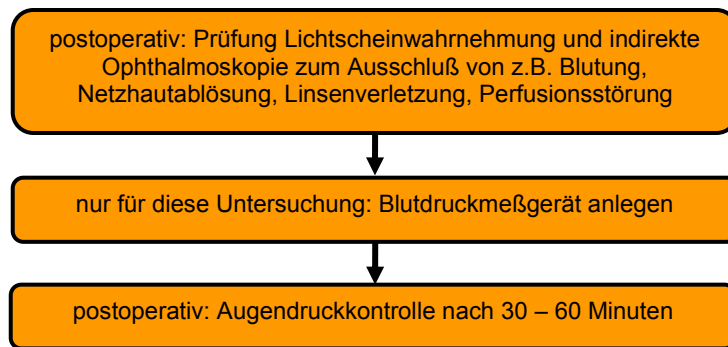 postoperativ: Prüfung Lichtscheinwahrnehmung und indirekte
Ophthalmoskopie zum Ausschluß von z.B. Blutung,
Netzhautablösung, Linsenverletzung, Perfusionsstörung
nur für diese Untersuchung: Blutdruckmeßgerät anlegen
postoperativ: Augendruckkontrolle nach 30 – 60 Minuten